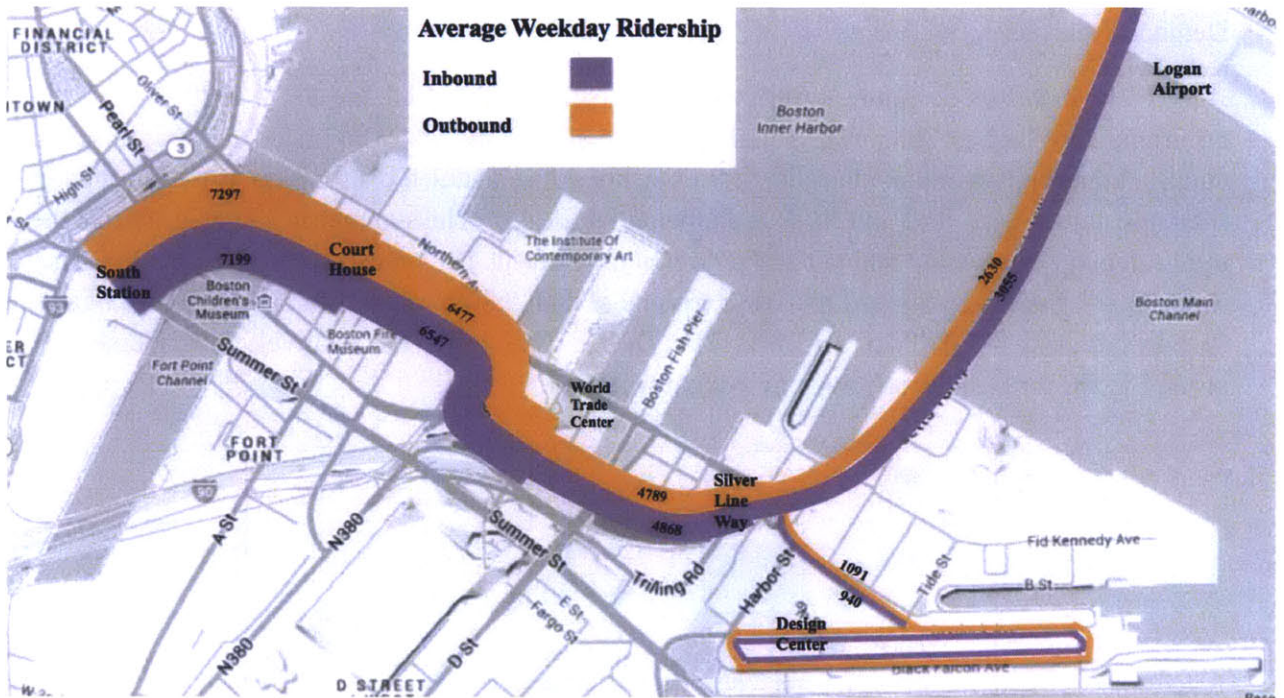 Average Weekday Ridership
Inbound
Outbound
FINANCIAL
DISTRICT
Oliver St
Pearl St
3
High St
Logan
Airport
Boston
Inner Harbor
7297
7199
South
Station
Court
House
Boston
Children's
Museum
93
Northern
The Institute Of
Contemporary Art
6477
6547
Boston Fire
Museum
Fort Point
Channel
Summer St
World
Trade
Center
Boston Fish Pier
2630
Boston Main
Channel
FORT
POINT
90
A St
N380
4789
4868
Silver
Line
Way
Summer St
Harbor St
Fid Kennedy Ave
1091
940
Tide St
B St
E St
Fargo St
D St
N380
Design
Center
Black Falcon Ave
D STREET